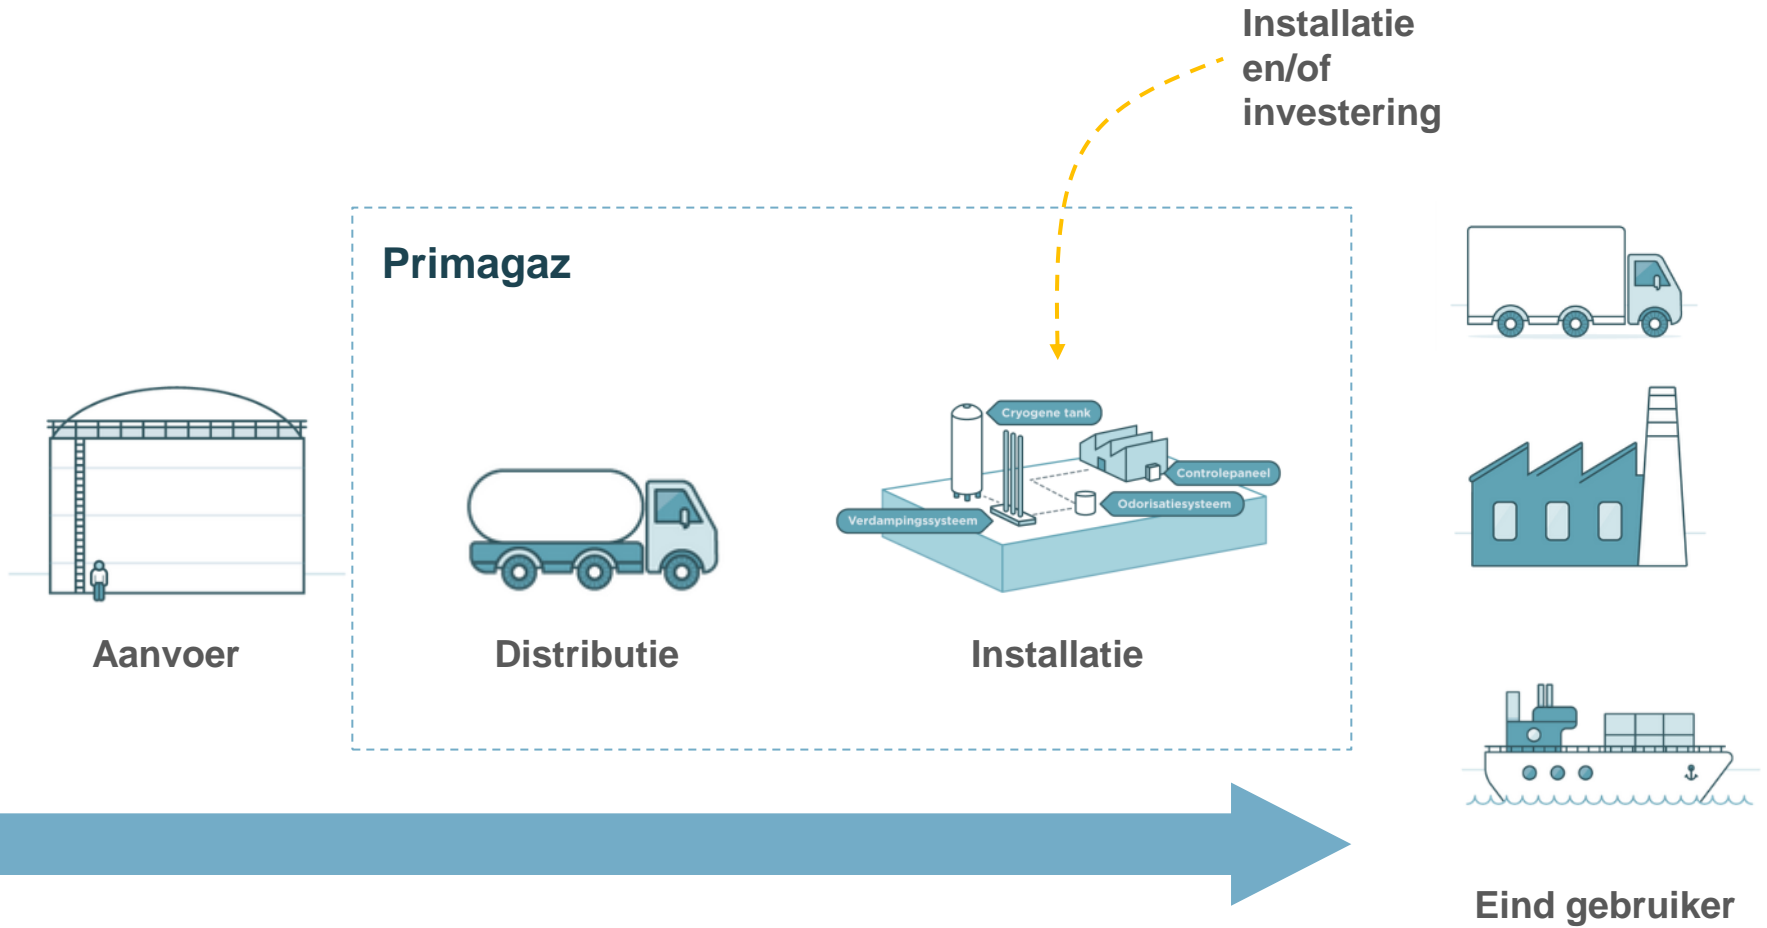 Installatie
en/of
investering
Primagaz
Cryogene tank
Controlepaneel
Odorisatiesysteem
Verdampingssysteem
Aanvoer
Distributie
Installatie
Eind gebruiker